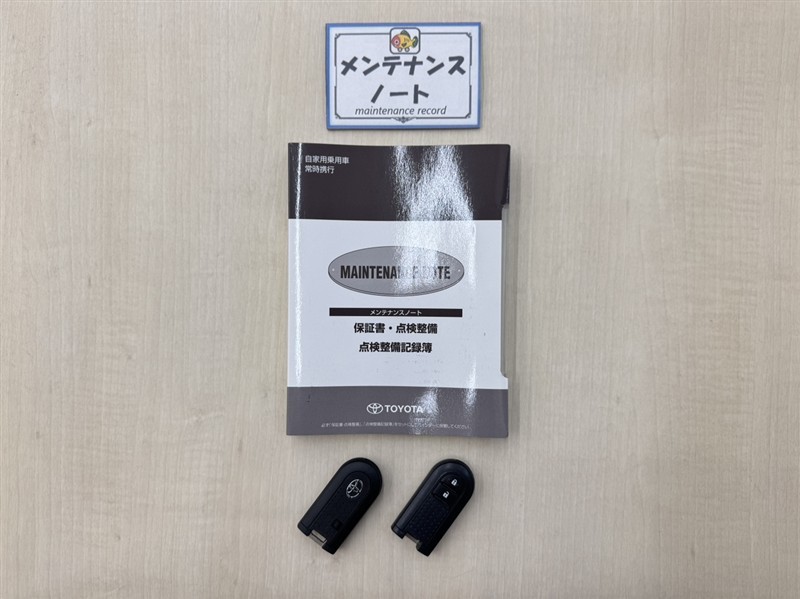 メンテナンス
ノート
maintenance record
自家用乗用車
常時携行
MAINTENANCE NOTE
メンテナンスノート
保証書・点検整備
点検整備記録簿
TOYOTA